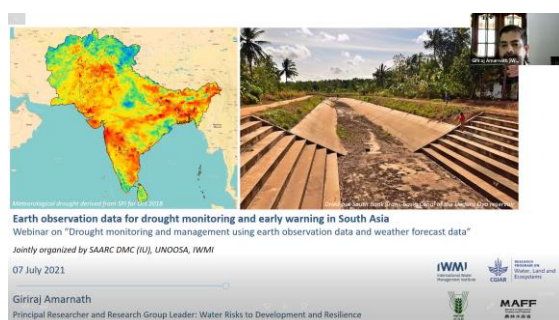 Giriraj Amarnath
Meteorological drought derived from SPI for Oct 2018
Earth observation data for drought monitoring and early warning in South Asia
Webinar on "Drought monitoring and management using earth observation data and weather forecast data"
Jointly organized by SAARC DMC (IU), UNOOSA, IWMI
07 July 2021
IWMI
International Water Management Institute
CGIAR
RESEARCH PROGRAM ON
Water, Land and
Ecosystems
Giriraj Amarnath
Principal Researcher and Research Group Leader: Water Risks to Development and Resilience
MAFF